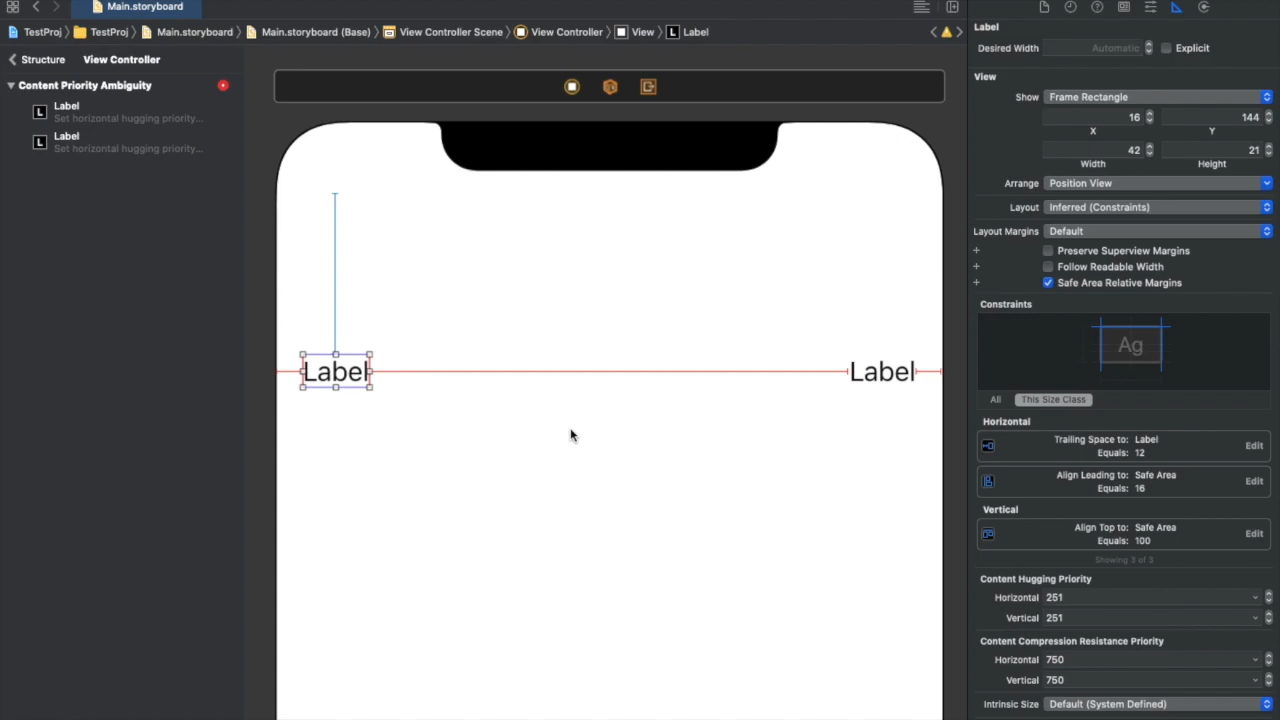 Main.storyboard
TestProj
TestProj
Main.storyboard
Main.storyboard (Base)
View Controller Scene
View Controller
View
L
Label
Structure
View Controller
Content Priority Ambiguity
L
Label
Set horizontal hugging priority...
L
Label
Set horizontal hugging priority...
Label
Label
Label
Desired Width
Automatic
Explicit
View
Show
Frame Rectangle
16
144
X
Y
42
21
Width
Height
Arrange
Position View
Layout
Inferred (Constraints)
Layout Margins
Default
Preserve Superview Margins
Follow Readable Width
Safe Area Relative Margins
Constraints
Ag
All
This Size Class
Horizontal
Trailing Space to: Label
Equals: 12
Edit
Align Leading to: Safe Area
Equals: 16
Edit
Vertical
Align Top to: Safe Area
Equals: 100
Edit
Showing 3 of 3
Content Hugging Priority
Horizontal 251
Vertical 251
Content Compression Resistance Priority
Horizontal 750
Vertical 750
Intrinsic Size Default (System Defined)